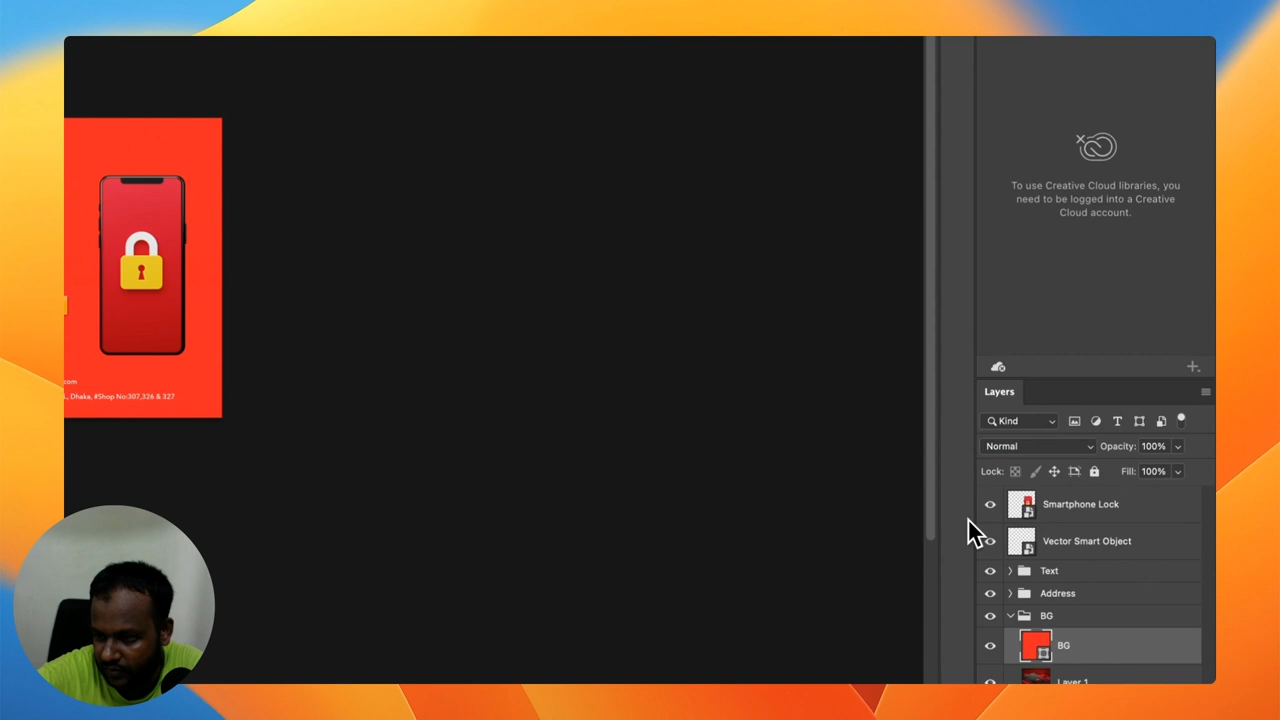 To use Creative Cloud libraries, you
need to be logged into a Creative
Cloud account.
com
, Dhaka, #Shop No:307,326 & 327
Layers
Kind
Normal
Opacity: 100%
Lock:
Fill: 100%
Smartphone Lock
Vector Smart Object
Text
Address
BG
BG
Layer 1